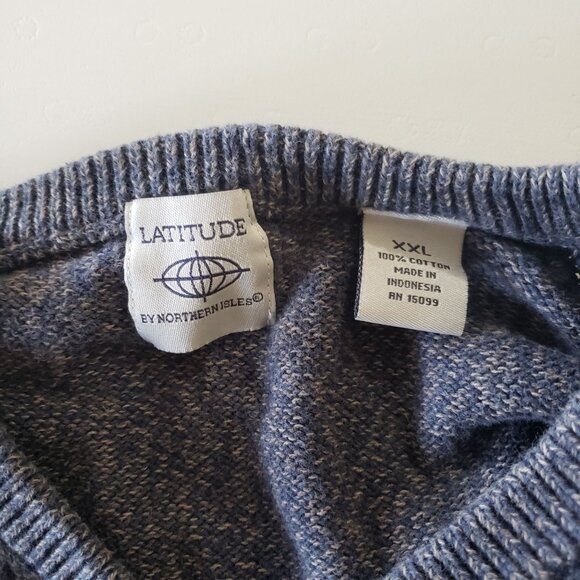 LATITUDE
BY NORTHERN ISLES®
XXL
100% COTTON
MADE IN
INDONESIA
RN 15099